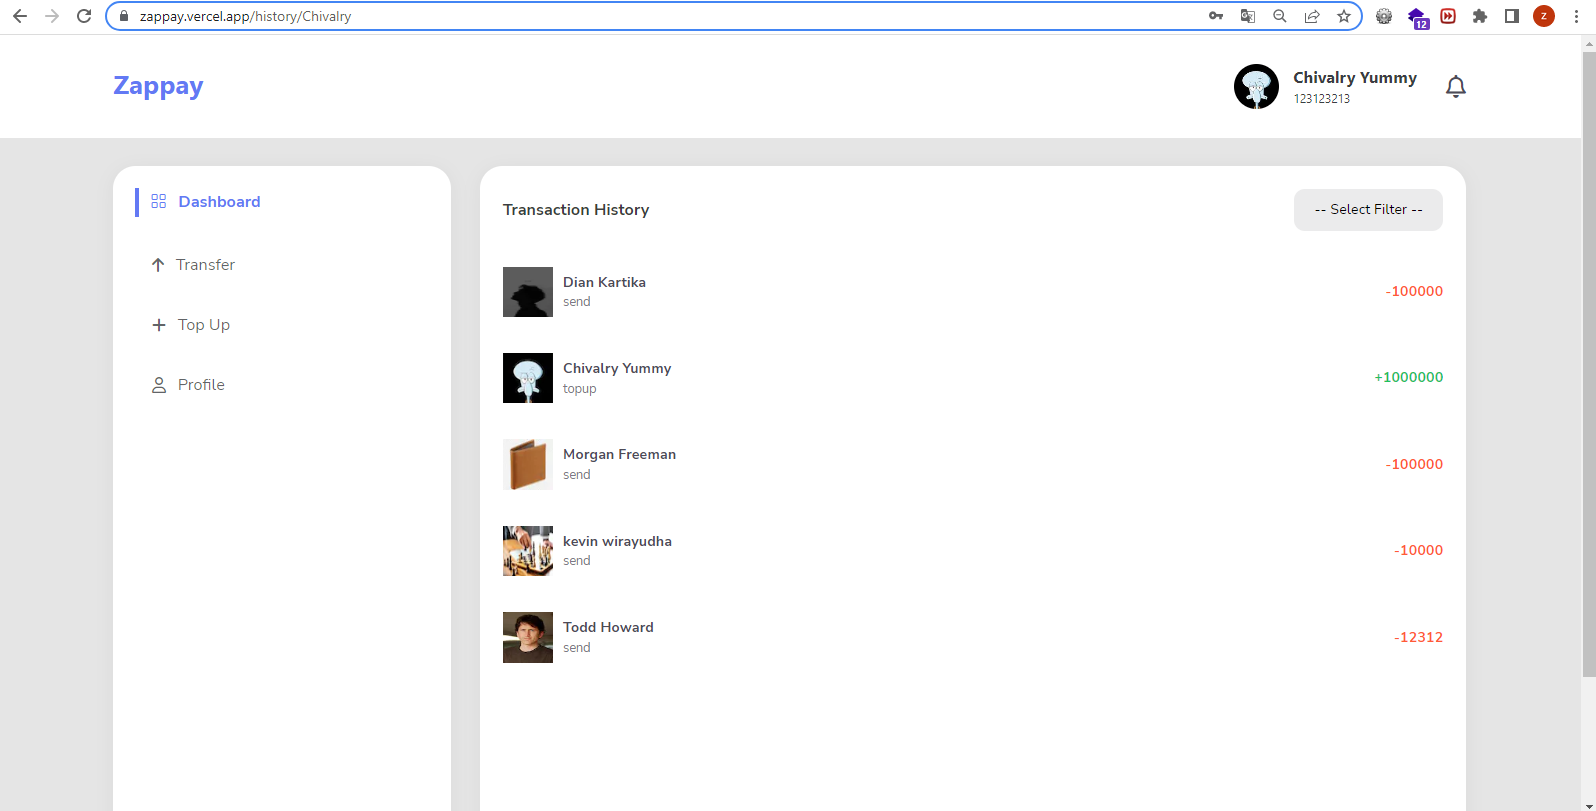 zappay.vercel.app/history/Chivalry
12
z
Zappay
Chivalry Yummy
123123213
Dashboard
Transfer
Top Up
Profile
Transaction History
-- Select Filter --
Dian Kartika
send
-100000
Chivalry Yummy
topup
+1000000
Morgan Freeman
send
-100000
kevin wirayudha
send
-10000
Todd Howard
send
-12312